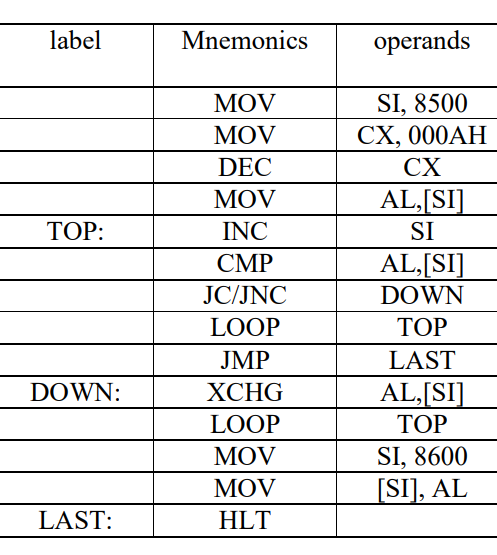 label Mnemonics operands
MOV SI, 8500
MOV CX, 000AH
DEC CX
MOV AL,[SI]
TOP: INC SI
CMP AL,[SI]
JC/JNC DOWN
LOOP TOP
JMP LAST
DOWN: XCHG AL,[SI]
LOOP TOP
MOV SI, 8600
MOV [SI], AL
LAST: HLT